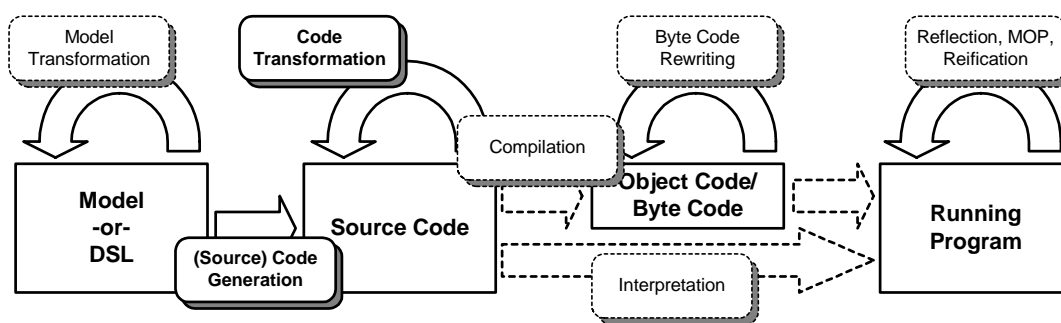 Model
Transformation
Code
Transformation
Byte Code
Rewriting
Reflection, MOP,
Reification
Compilation
Model
-or-
DSL
(Source) Code
Generation
Source Code
Object Code/
Byte Code
Interpretation
Running
Program